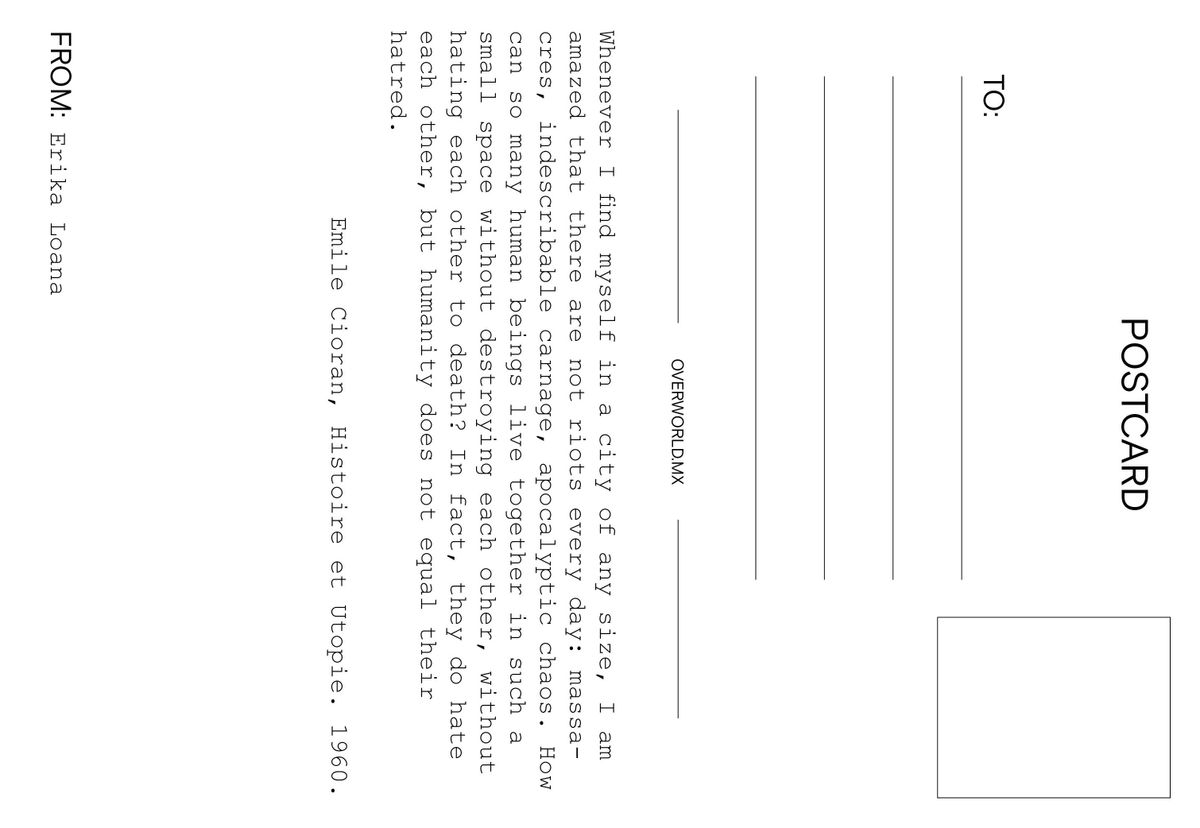 POSTCARD
TO:
OVERWORLD.MX
Whenever I find myself in a city of any size, I am
amazed that there are not riots every day: massa-
cres, indescribable carnage, apocalyptic chaos. How
can so many human beings live together in such a
small space without destroying each other, without
hating each other to death? In fact, they do hate
each other, but humanity does not equal their
hatred.
Emile Cioran, Histoire et Utopie. 1960.
FROM: Erika Loana